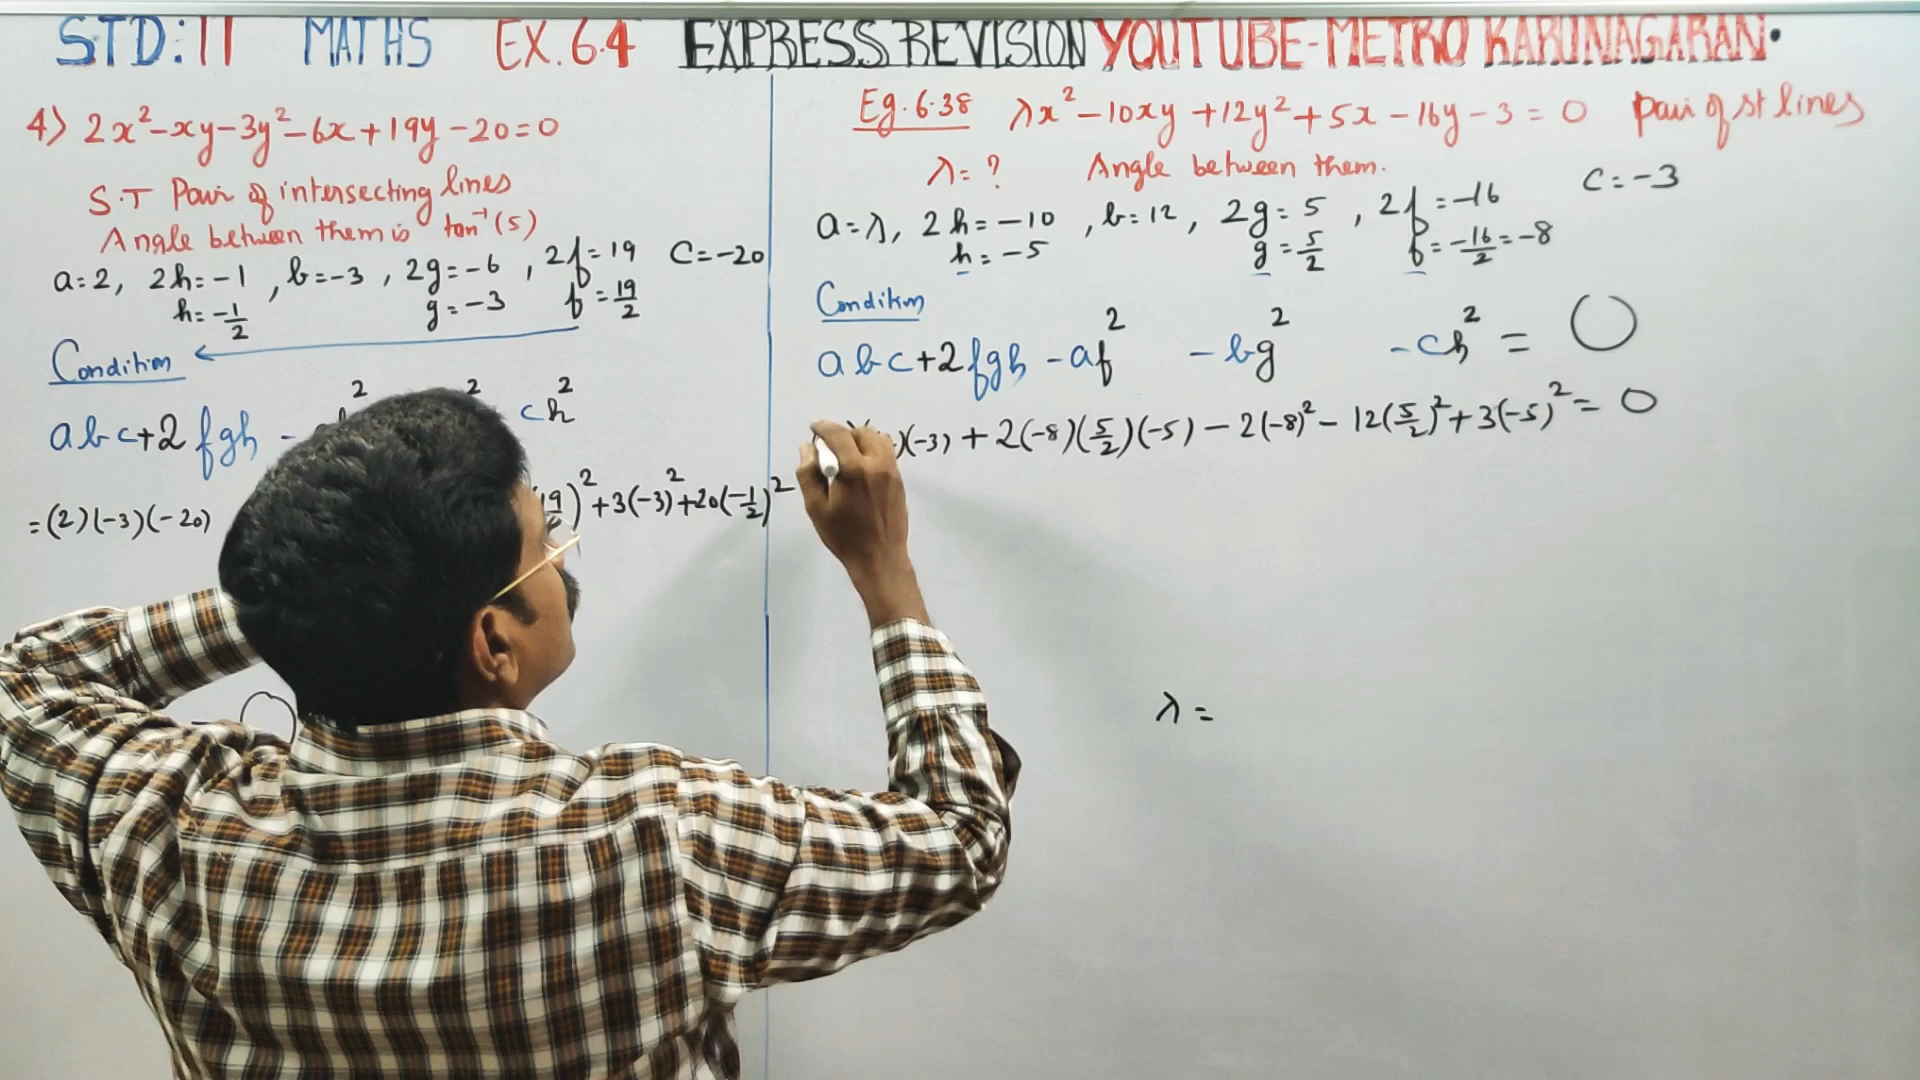 STD:11 MATHS EX.6.4 EXPRESS REVISION YOUTUBE-METRO KARUNAGARAN.
4) 2x²-xy-3y²-6x+19y-20=0
S.T Pair of intersecting lines
Angle between them is tan⁻¹(5)
a=2, 2h=-1, b=-3, 2g=-6, 2f=19 C=-20
h=-1/2 g=-3 f=19/2
Condition
abc+2fgh- ² ² ch²
=(2)(-3)(-20) )²+3(-3)²+20(-1/2)²
Eg.6.38 λx²-10xy+12y²+5x-16y-3=0 Pair of st lines
λ=? Angle between them.
a=λ, 2h=-10, b=12, 2g=5, 2f=-16 C=-3
h=-5 g=5/2 f=-16/2=-8
Condition
abc+2fgh-af² -bg² -ch²=0
(-3)+2(-8)(5/2)(-5)-2(-8)²-12(5/2)²+3(-5)²=0
λ=